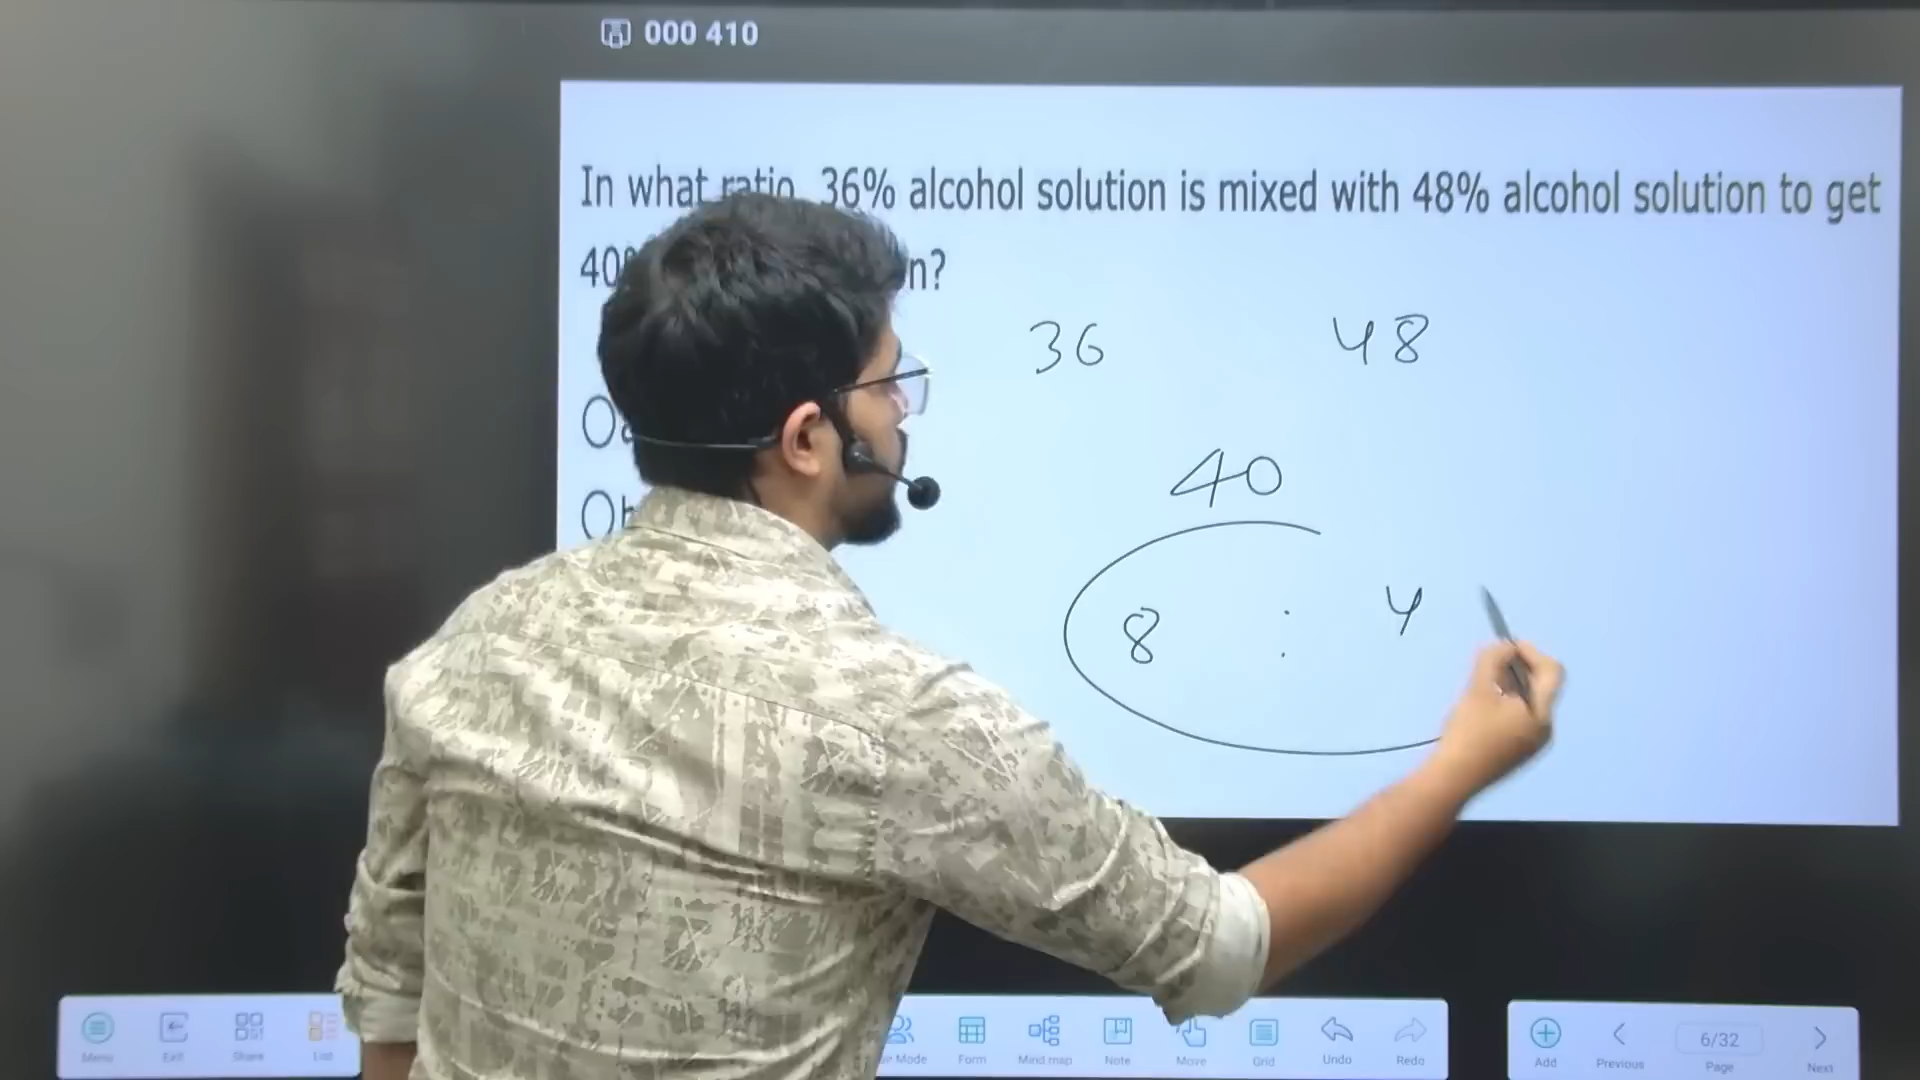 000 410
In what ratio, 36% alcohol solution is mixed with 48% alcohol solution to get
40 n?
36 48
40
8 : 4
Menu Exit Share List Mode Form Mind map Note Move Grid Undo Redo Add Previous 6/32 Page Next